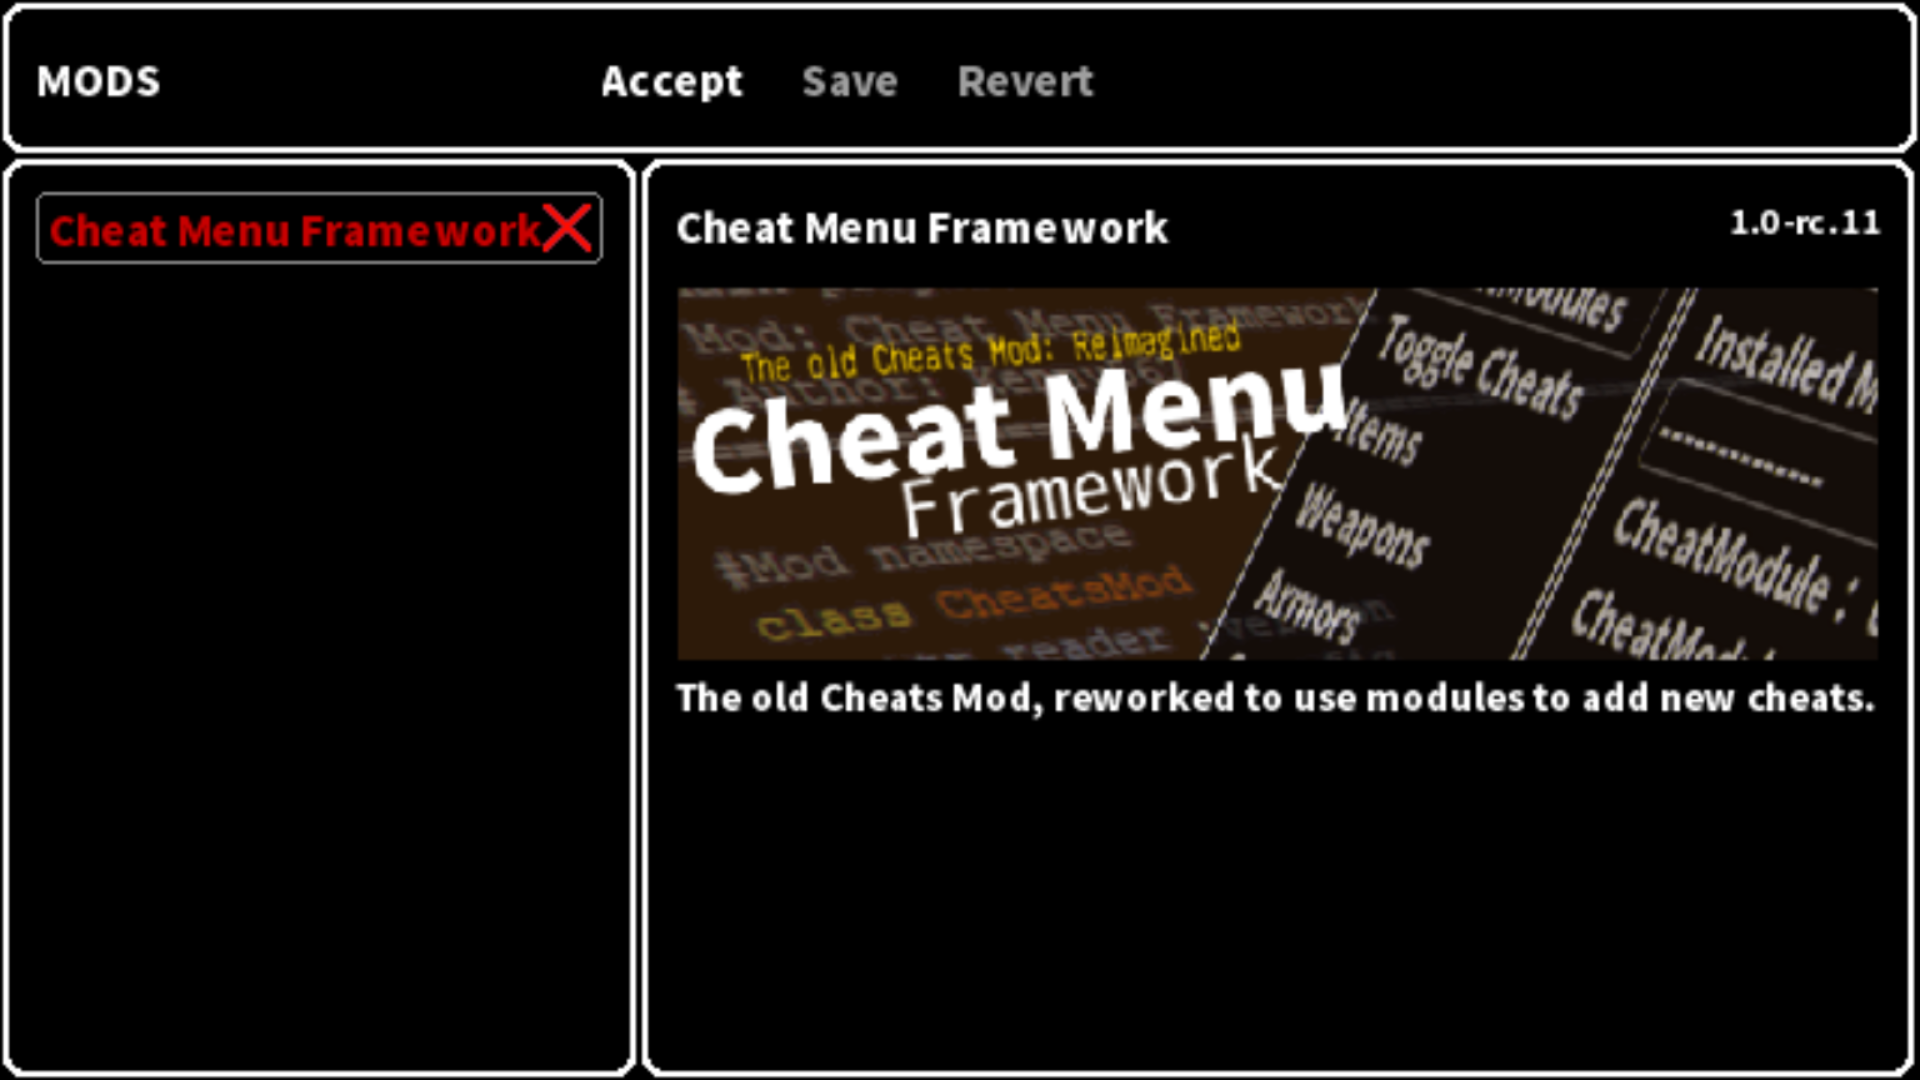 MODS
Accept
Save
Revert
Cheat Menu Framework
Cheat Menu Framework
1.0-rc.11
Mod: Cheat Menu Framework
The old Cheats Mod: Reimagined
# Author:
Cheat Menu
Framework
#Mod namespace
class CheatsMod
reader
Toggle Cheats
Items
Weapons
Armors
Installed M
------------
CheatModule :
The old Cheats Mod, reworked to use modules to add new cheats.